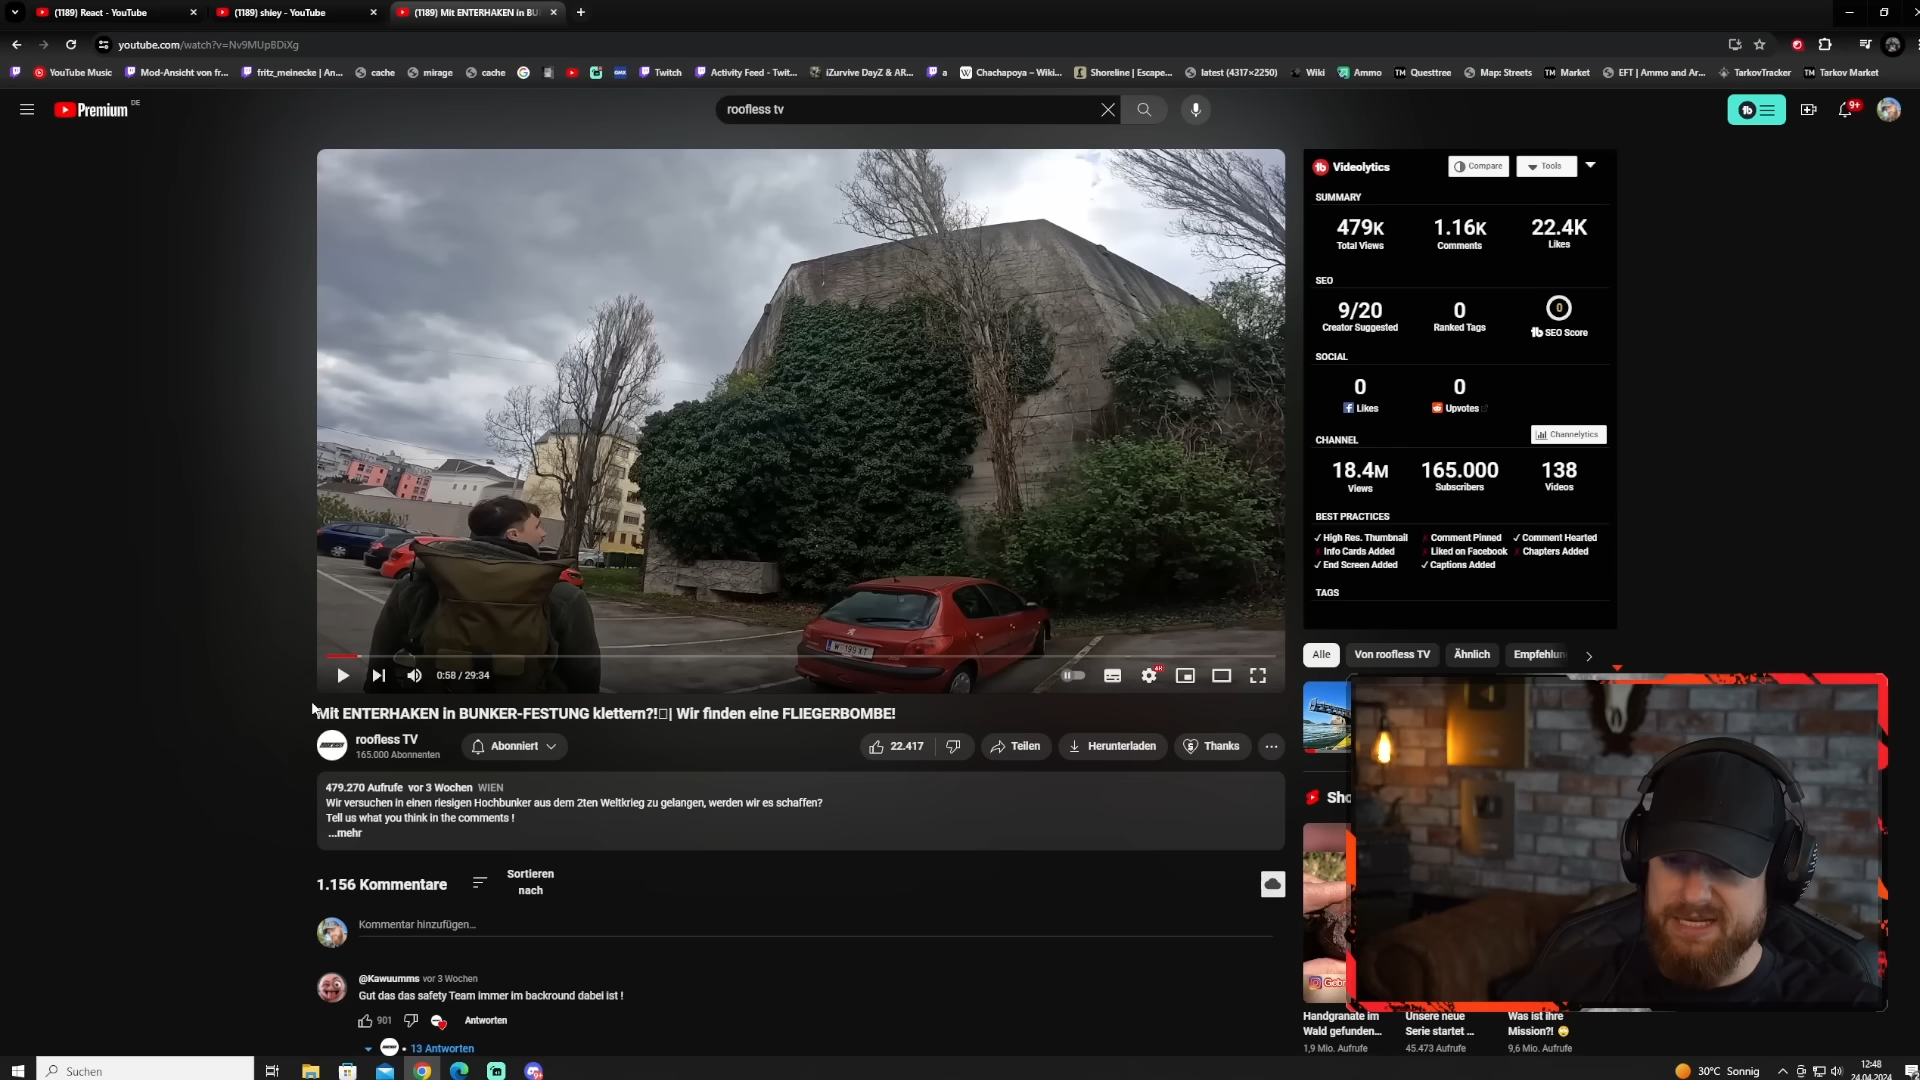 (1189) React - YouTube
(1189) shiey - YouTube
(1189) Mit ENTERHAKEN in BU
youtube.com/watch?v=Nv9MUpBDiXg
YouTube Music
Mod-Ansicht von fr...
fritz_meinecke | An...
cache
mirage
cache
Twitch
Activity Feed - Twit...
iZurvive DayZ & AR...
a
Chachapoya – Wiki...
Shoreline | Escape...
latest (4317×2250)
Wiki
Ammo
Questtree
Map: Streets
Market
EFT | Ammo and Ar...
TarkovTracker
Tarkov Market
Premium DE
roofless tv
9+
Videolytics
Compare
Tools
SUMMARY
479K 1.16K 22.4K
Total Views Comments Likes
SEO
9/20 0 0
Creator Suggested Ranked Tags SEO Score
SOCIAL
0 0
Likes Upvotes
CHANNEL
Channelytics
18.4M 165.000 138
Views Subscribers Videos
BEST PRACTICES
High Res. Thumbnail Comment Pinned Comment Hearted
Info Cards Added Liked on Facebook Chapters Added
End Screen Added Captions Added
TAGS
W 199 XT
0:58 / 29:34
4K
Alle
Von roofless TV
Ähnlich
Empfehlun
Mit ENTERHAKEN in BUNKER-FESTUNG klettern?!| Wir finden eine FLIEGERBOMBE!
roofless TV
165.000 Abonnenten
Abonniert
22.417
Teilen
Herunterladen
Thanks
479.270 Aufrufe vor 3 Wochen WIEN
Wir versuchen in einen riesigen Hochbunker aus dem 2ten Weltkrieg zu gelangen, werden wir es schaffen?
Tell us what you think in the comments !
...mehr
1.156 Kommentare
Sortieren
nach
Kommentar hinzufügen...
@Kawuumms vor 3 Wochen
Gut das das safety Team immer im backround dabei ist !
901
Antworten
13 Antworten
Sho
Gebr
Handgranate im
Wald gefunden...
1,9 Mio. Aufrufe
Unsere neue
Serie startet ...
45.473 Aufrufe
Was ist ihre
Mission?!
9,6 Mio. Aufrufe
Suchen
30°C Sonnig
12:48
24.04.2024